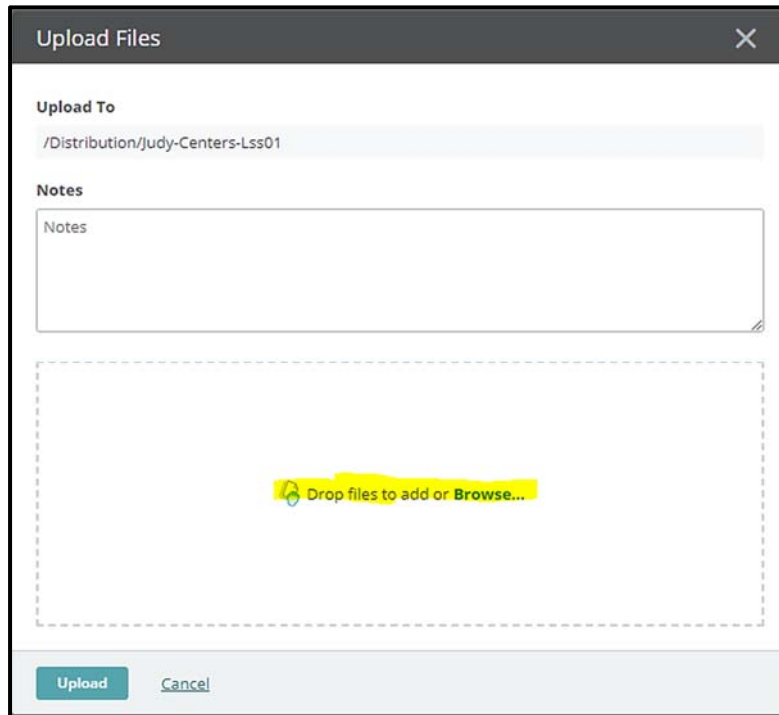 Upload Files
Upload To
/Distribution/Judy-Centers-Lss01
Notes
Notes
Drop files to add or Browse...
Upload Cancel